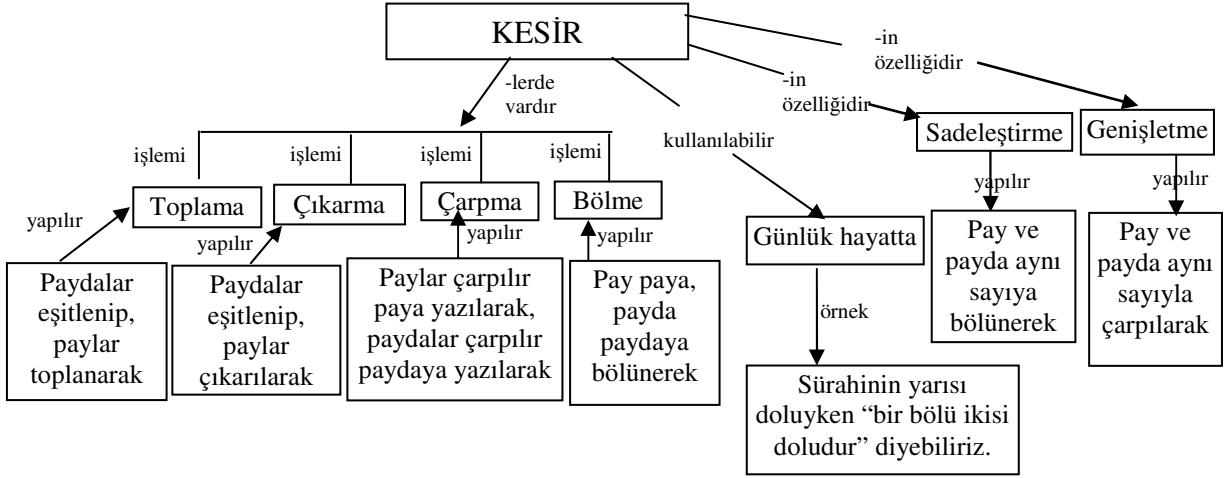 KESİR
-in
özelliğidir
-in
özelliğidir
-lerde
vardır
Sadeleştirme
Genişletme
kullanılabilir
işlemi
işlemi
işlemi
işlemi
yapılır
yapılır
Toplama
Çıkarma
Çarpma
Bölme
yapılır
yapılır
yapılır
yapılır
Günlük hayatta
Pay ve
payda aynı
sayıya
bölünerek
Pay ve
payda aynı
sayıyla
çarpılarak
Paydalar
eşitlenip,
paylar
toplanarak
Paydalar
eşitlenip,
paylar
çıkarılarak
Paylar çarpılır
paya yazılarak,
paydalar çarpılır
paydaya yazılarak
Pay paya,
payda
paydaya
bölünerek
örnek
Sürahinin yarısı
doluyken “bir bölü ikisi
doludur” diyebiliriz.